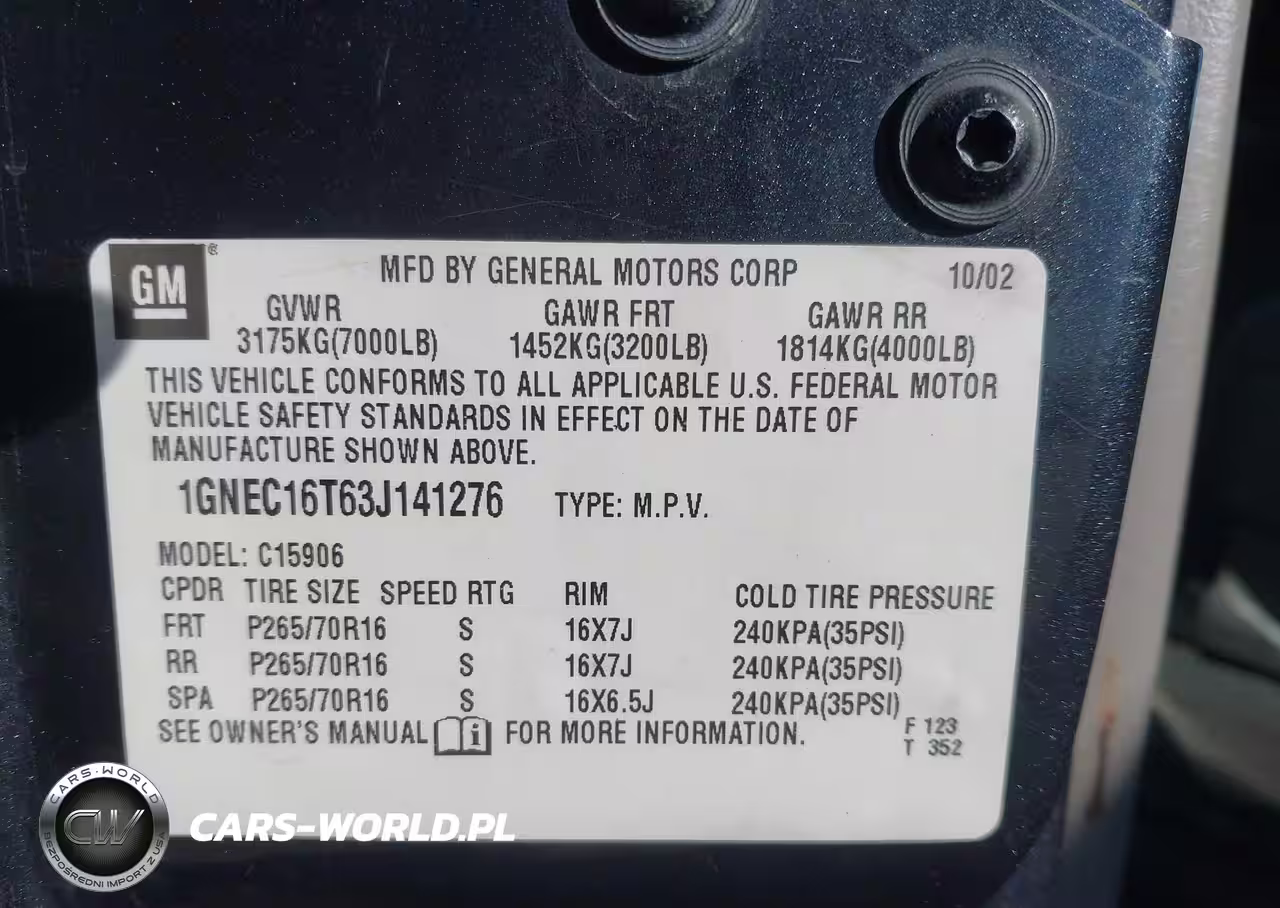 GM ®
MFD BY GENERAL MOTORS CORP 10/02
GVWR GAWR FRT GAWR RR
3175KG(7000LB) 1452KG(3200LB) 1814KG(4000LB)
THIS VEHICLE CONFORMS TO ALL APPLICABLE U.S. FEDERAL MOTOR
VEHICLE SAFETY STANDARDS IN EFFECT ON THE DATE OF
MANUFACTURE SHOWN ABOVE.
1GNEC16T63J141276 TYPE: M.P.V.
MODEL: C15906
CPDR TIRE SIZE SPEED RTG RIM COLD TIRE PRESSURE
FRT P265/70R16 S 16X7J 240KPA(35PSI)
RR P265/70R16 S 16X7J 240KPA(35PSI)
SPA P265/70R16 S 16X6.5J 240KPA(35PSI)
SEE OWNER'S MANUAL i FOR MORE INFORMATION.
F 123
T 352
CARS-WORLD
CW
BEZPOŚREDNI IMPORT Z USA
CARS-WORLD.PL